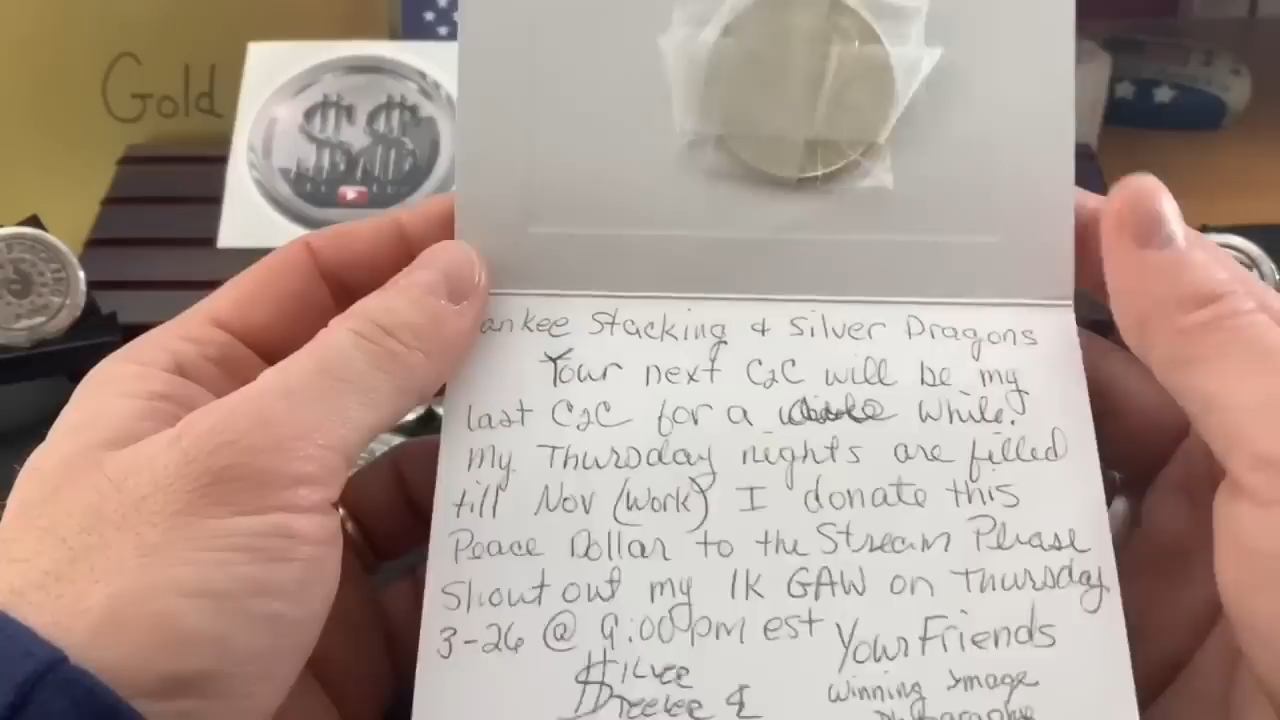 Gold
$$
ankee Stacking & Silver Dragons
Your next C2C will be my
last C2C for a while.
My Thursday nights are filled
till Nov (work) I donate this
Peace Dollar to the Stream Please
Shout out my 1K GAW on Thursday
3-26 @ 9:00pm est
Your Friends
$ilver
Winning Image
&